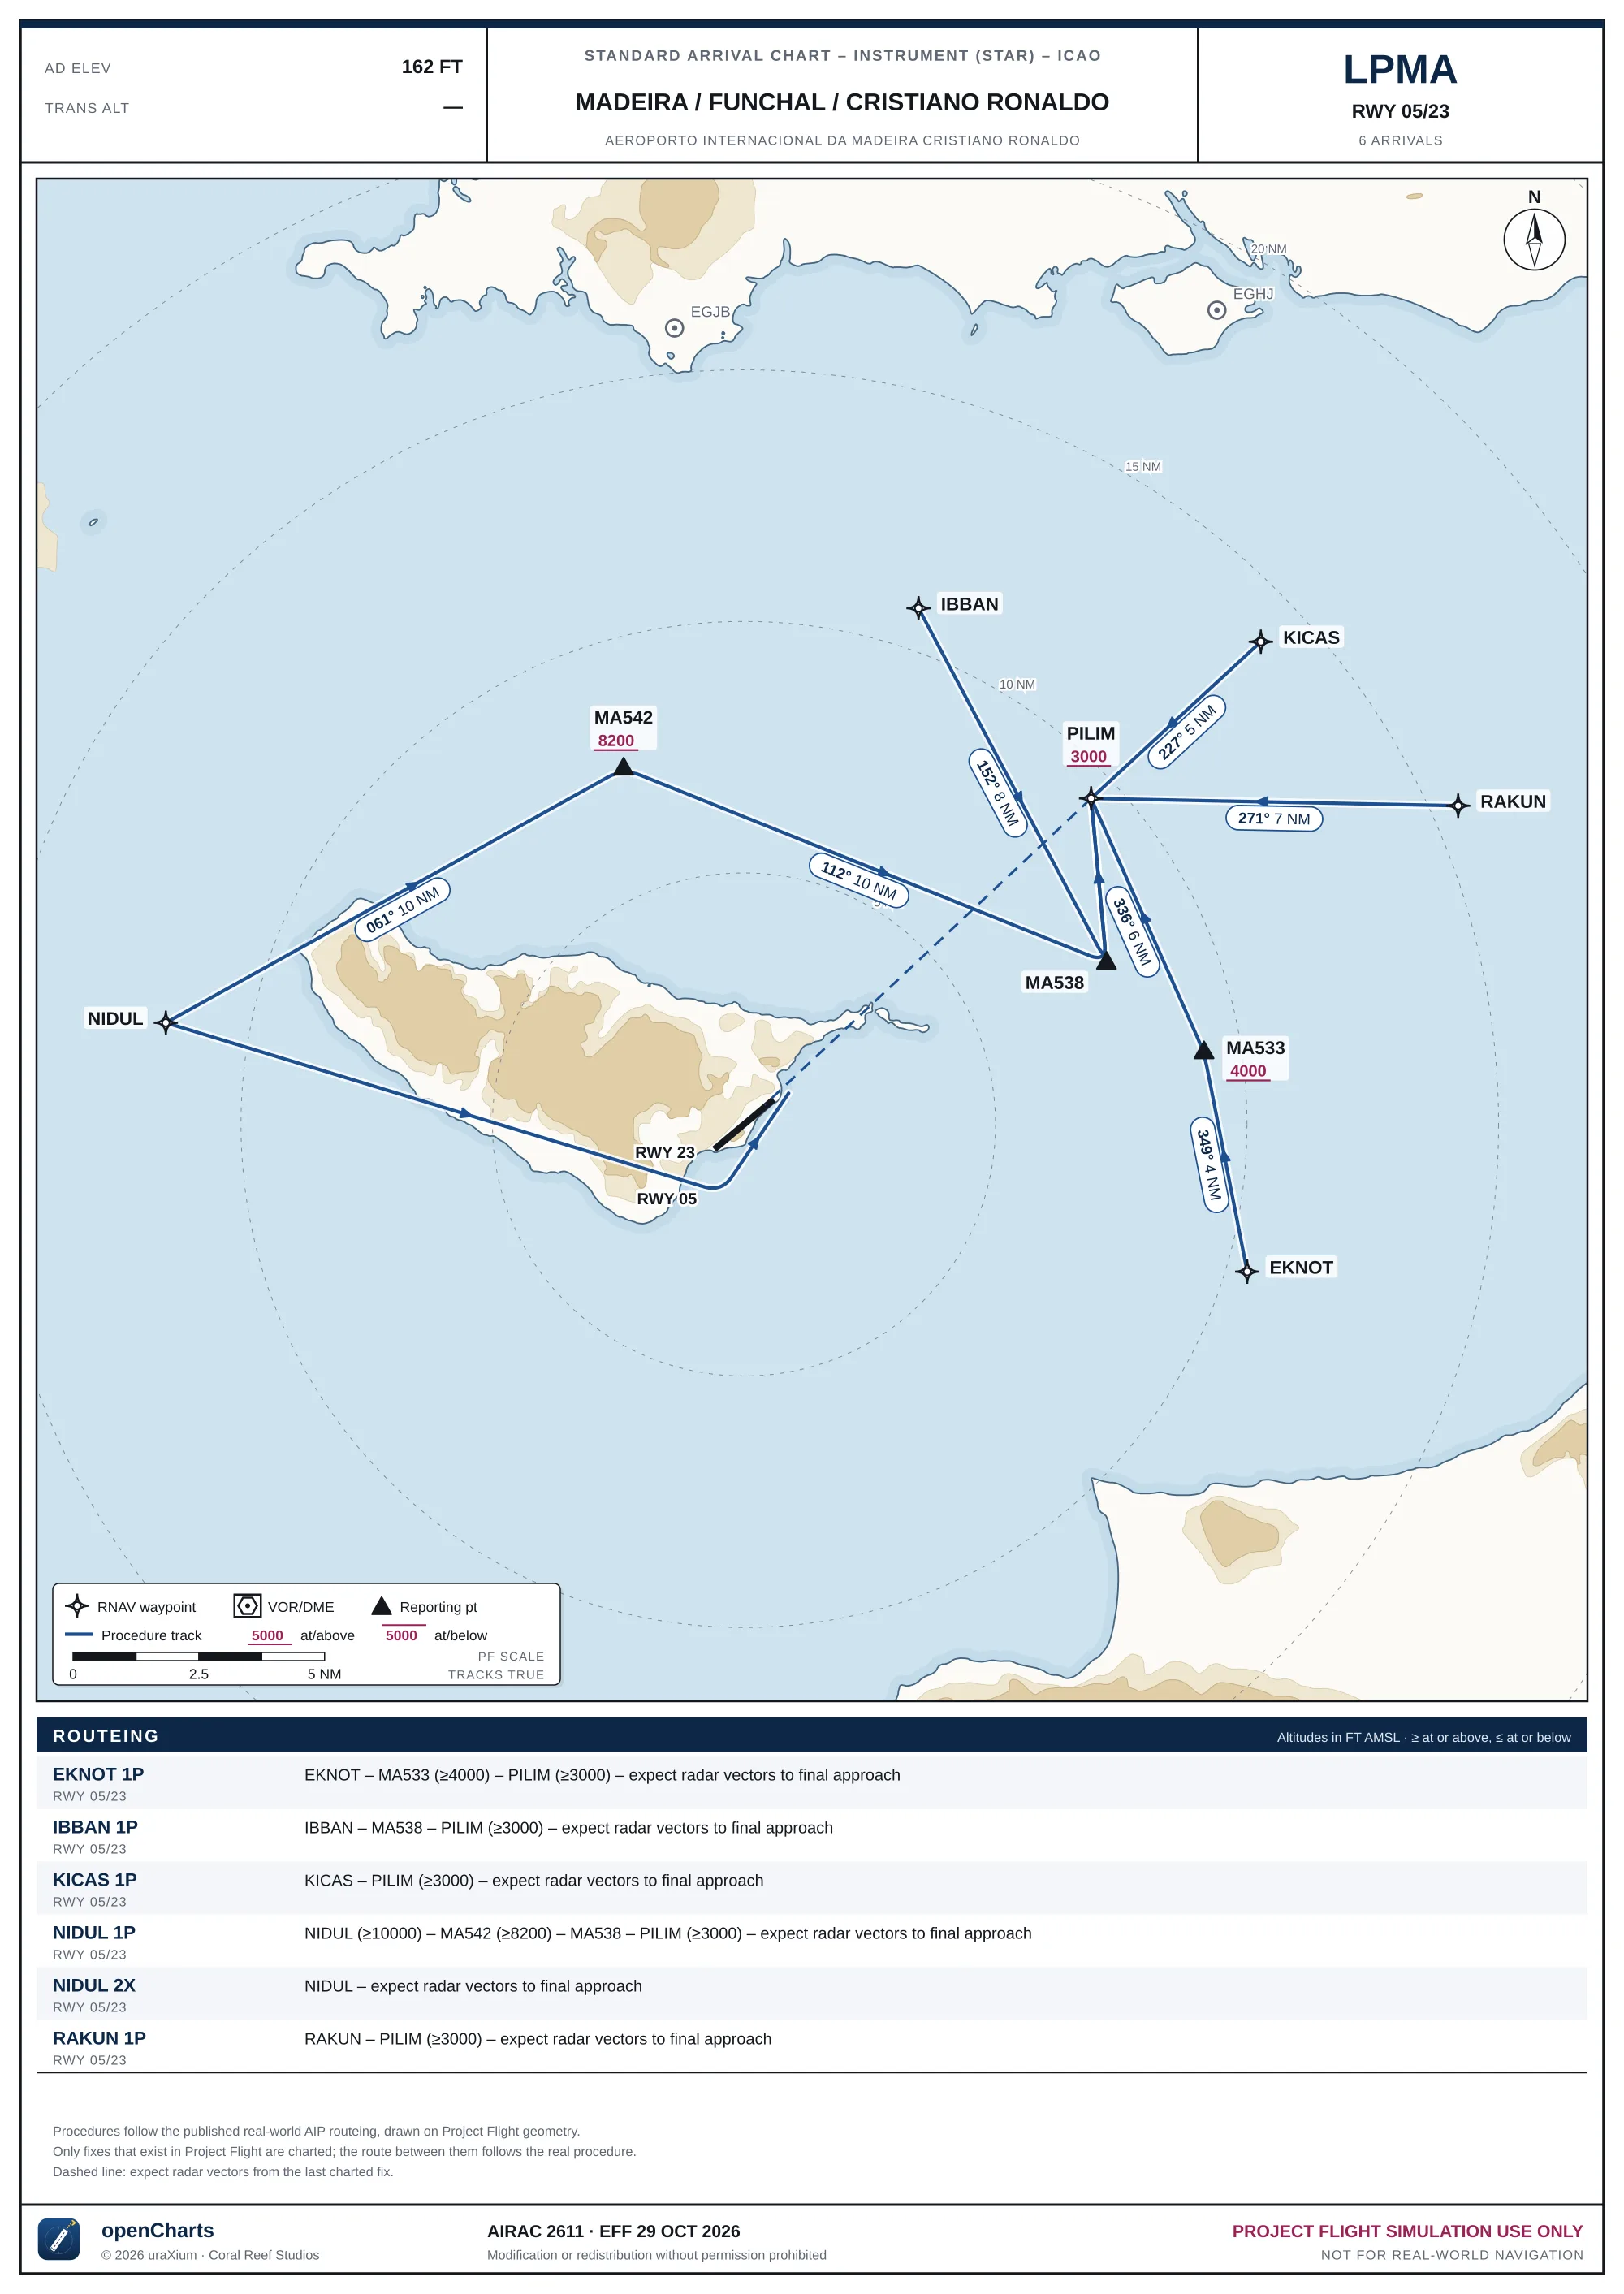 AD ELEV 162 FT
TRANS ALT —
STANDARD ARRIVAL CHART – INSTRUMENT (STAR) – ICAO
MADEIRA / FUNCHAL / CRISTIANO RONALDO
AEROPORTO INTERNACIONAL DA MADEIRA CRISTIANO RONALDO
LPMA
RWY 05/23
6 ARRIVALS
N
20 NM
EGHJ
EGJB
15 NM
IBBAN
KICAS
10 NM
MA542
8200
PILIM
3000
227° 5 NM
152° 8 NM
RAKUN
271° 7 NM
112° 10 NM
061° 10 NM
336° 6 NM
MA538
NIDUL
MA533
4000
RWY 23
349° 4 NM
RWY 05
EKNOT
RNAV waypoint
VOR/DME
Reporting pt
Procedure track
5000 at/above
5000 at/below
PF SCALE
0 2.5 5 NM
TRACKS TRUE
ROUTEING
Altitudes in FT AMSL · ≥ at or above, ≤ at or below
EKNOT 1P
EKNOT – MA533 (≥4000) – PILIM (≥3000) – expect radar vectors to final approach
RWY 05/23
IBBAN 1P
IBBAN – MA538 – PILIM (≥3000) – expect radar vectors to final approach
RWY 05/23
KICAS 1P
KICAS – PILIM (≥3000) – expect radar vectors to final approach
RWY 05/23
NIDUL 1P
NIDUL (≥10000) – MA542 (≥8200) – MA538 – PILIM (≥3000) – expect radar vectors to final approach
RWY 05/23
NIDUL 2X
NIDUL – expect radar vectors to final approach
RWY 05/23
RAKUN 1P
RAKUN – PILIM (≥3000) – expect radar vectors to final approach
RWY 05/23
Procedures follow the published real-world AIP routeing, drawn on Project Flight geometry.
Only fixes that exist in Project Flight are charted; the route between them follows the real procedure.
Dashed line: expect radar vectors from the last charted fix.
openCharts
© 2026 uraXium · Coral Reef Studios
AIRAC 2611 · EFF 29 OCT 2026
Modification or redistribution without permission prohibited
PROJECT FLIGHT SIMULATION USE ONLY
NOT FOR REAL-WORLD NAVIGATION